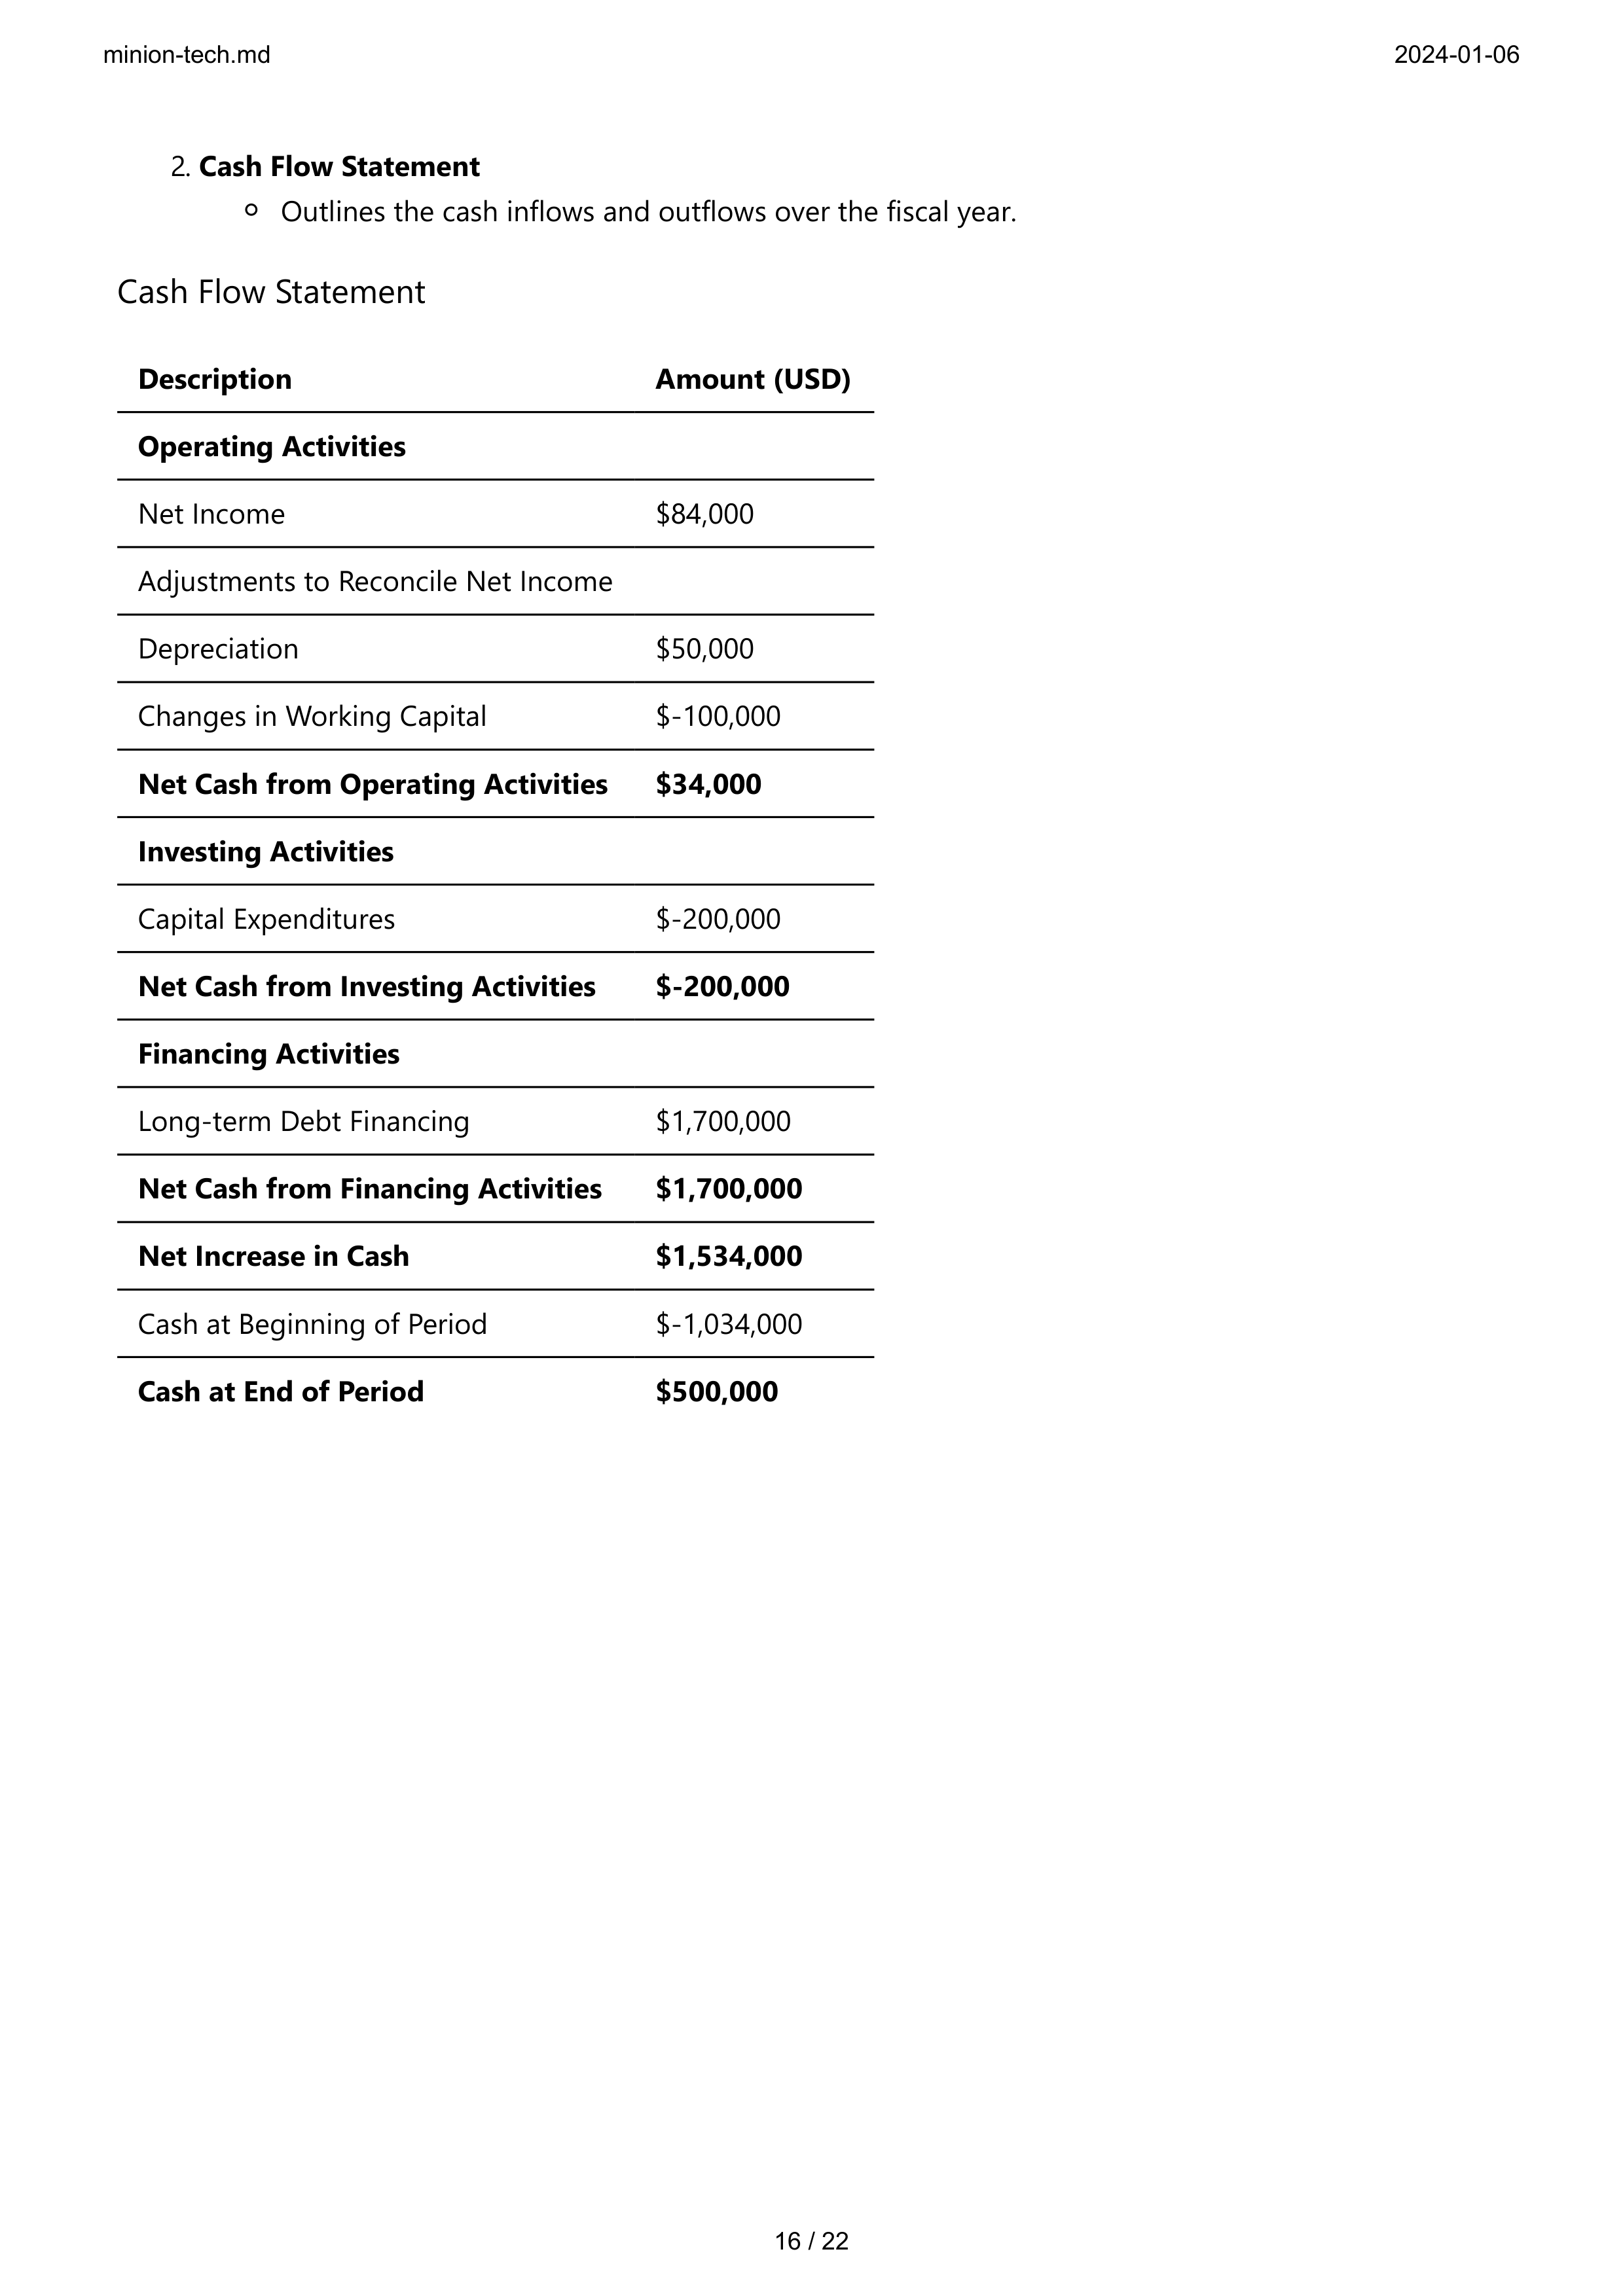 minion-tech.md 2024-01-06
2. Cash Flow Statement
Outlines the cash inflows and outflows over the fiscal year.
Cash Flow Statement
Description Amount (USD)
Operating Activities
Net Income $84,000
Adjustments to Reconcile Net Income
Depreciation $50,000
Changes in Working Capital $-100,000
Net Cash from Operating Activities $34,000
Investing Activities
Capital Expenditures $-200,000
Net Cash from Investing Activities $-200,000
Financing Activities
Long-term Debt Financing $1,700,000
Net Cash from Financing Activities $1,700,000
Net Increase in Cash $1,534,000
Cash at Beginning of Period $-1,034,000
Cash at End of Period $500,000
16 / 22